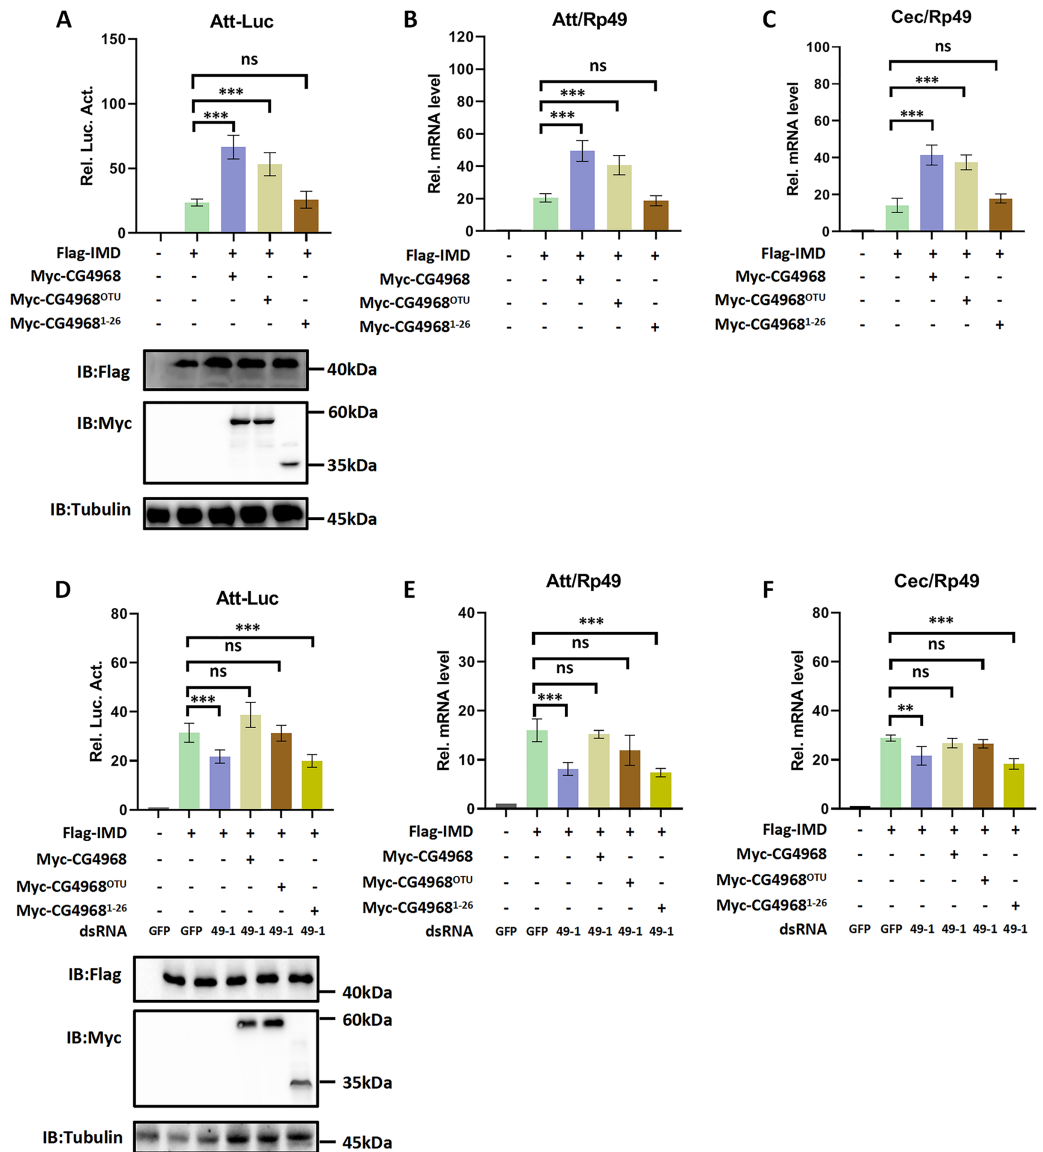 A
Att-Luc
Rel. Luc. Act.
150
100
50
0
ns
***
***
Flag-IMD - + + + +
Myc-CG4968 - - + - -
Myc-CG4968OTU - - - + -
Myc-CG49681-26 - - - - +
IB:Flag
40kDa
IB:Myc
60kDa
35kDa
IB:Tubulin
45kDa
B
Att/Rp49
Rel. mRNA level
120
100
80
60
40
20
0
ns
***
***
Flag-IMD - + + + +
Myc-CG4968 - - + - -
Myc-CG4968OTU - - - + -
Myc-CG49681-26 - - - - +
C
Cec/Rp49
Rel. mRNA level
100
80
60
40
20
0
ns
***
***
Flag-IMD - + + + +
Myc-CG4968 - - + - -
Myc-CG4968OTU - - - + -
Myc-CG49681-26 - - - - +
D
Att-Luc
Rel. Luc. Act.
80
60
40
20
0
***
ns
ns
***
Flag-IMD - + + + + +
Myc-CG4968 - - - + - -
Myc-CG4968OTU - - - - + -
Myc-CG49681-26 - - - - - +
dsRNA GFP GFP 49-1 49-1 49-1 49-1
IB:Flag
40kDa
IB:Myc
60kDa
35kDa
IB:Tubulin
45kDa
E
Att/Rp49
Rel. mRNA level
40
30
20
10
0
***
ns
ns
***
Flag-IMD - + + + + +
Myc-CG4968 - - - + - -
Myc-CG4968OTU - - - - + -
Myc-CG49681-26 - - - - - +
dsRNA GFP GFP 49-1 49-1 49-1 49-1
F
Cec/Rp49
Rel. mRNA level
80
60
40
20
0
***
ns
ns
**
Flag-IMD - + + + + +
Myc-CG4968 - - - + - -
Myc-CG4968OTU - - - - + -
Myc-CG49681-26 - - - - - +
dsRNA GFP GFP 49-1 49-1 49-1 49-1